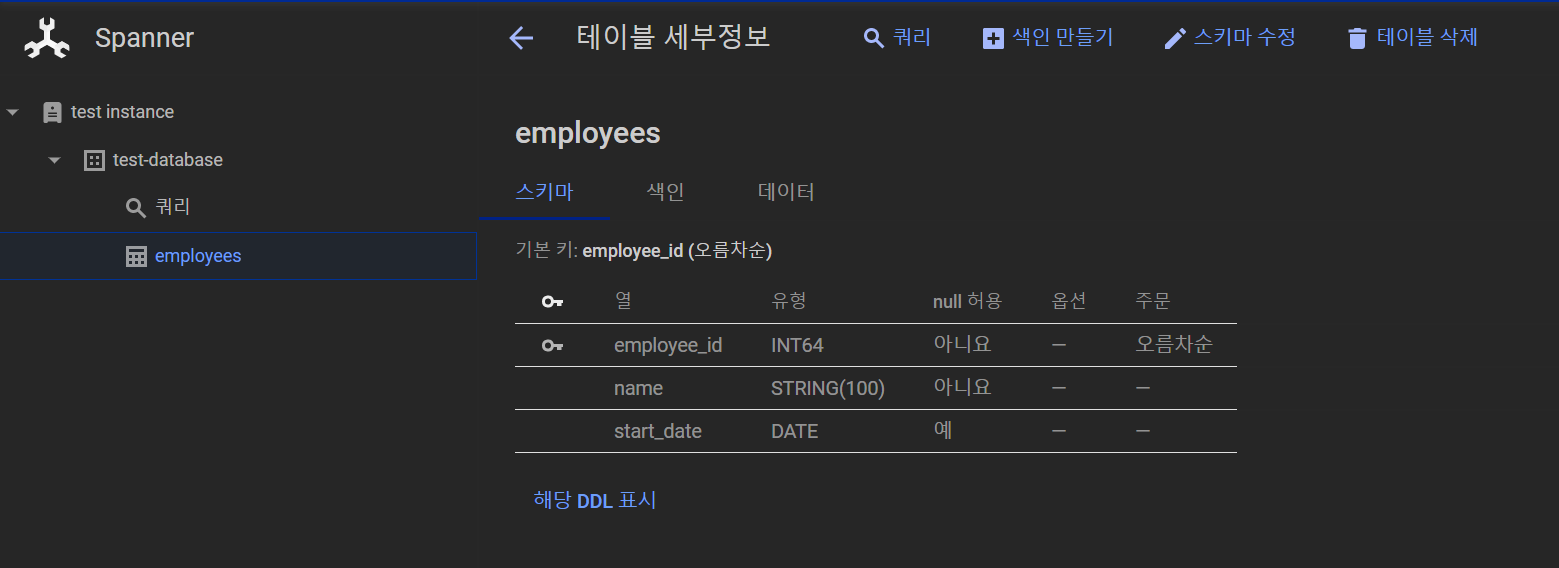 Spanner
테이블 세부정보 쿼리 색인 만들기 스키마 수정 테이블 삭제
test instance
test-database
쿼리
employees
employees
스키마 색인 데이터
기본 키: employee_id (오름차순)
열 유형 null 허용 옵션 주문
employee_id INT64 아니요 — 오름차순
name STRING(100) 아니요 — —
start_date DATE 예 — —
해당 DDL 표시